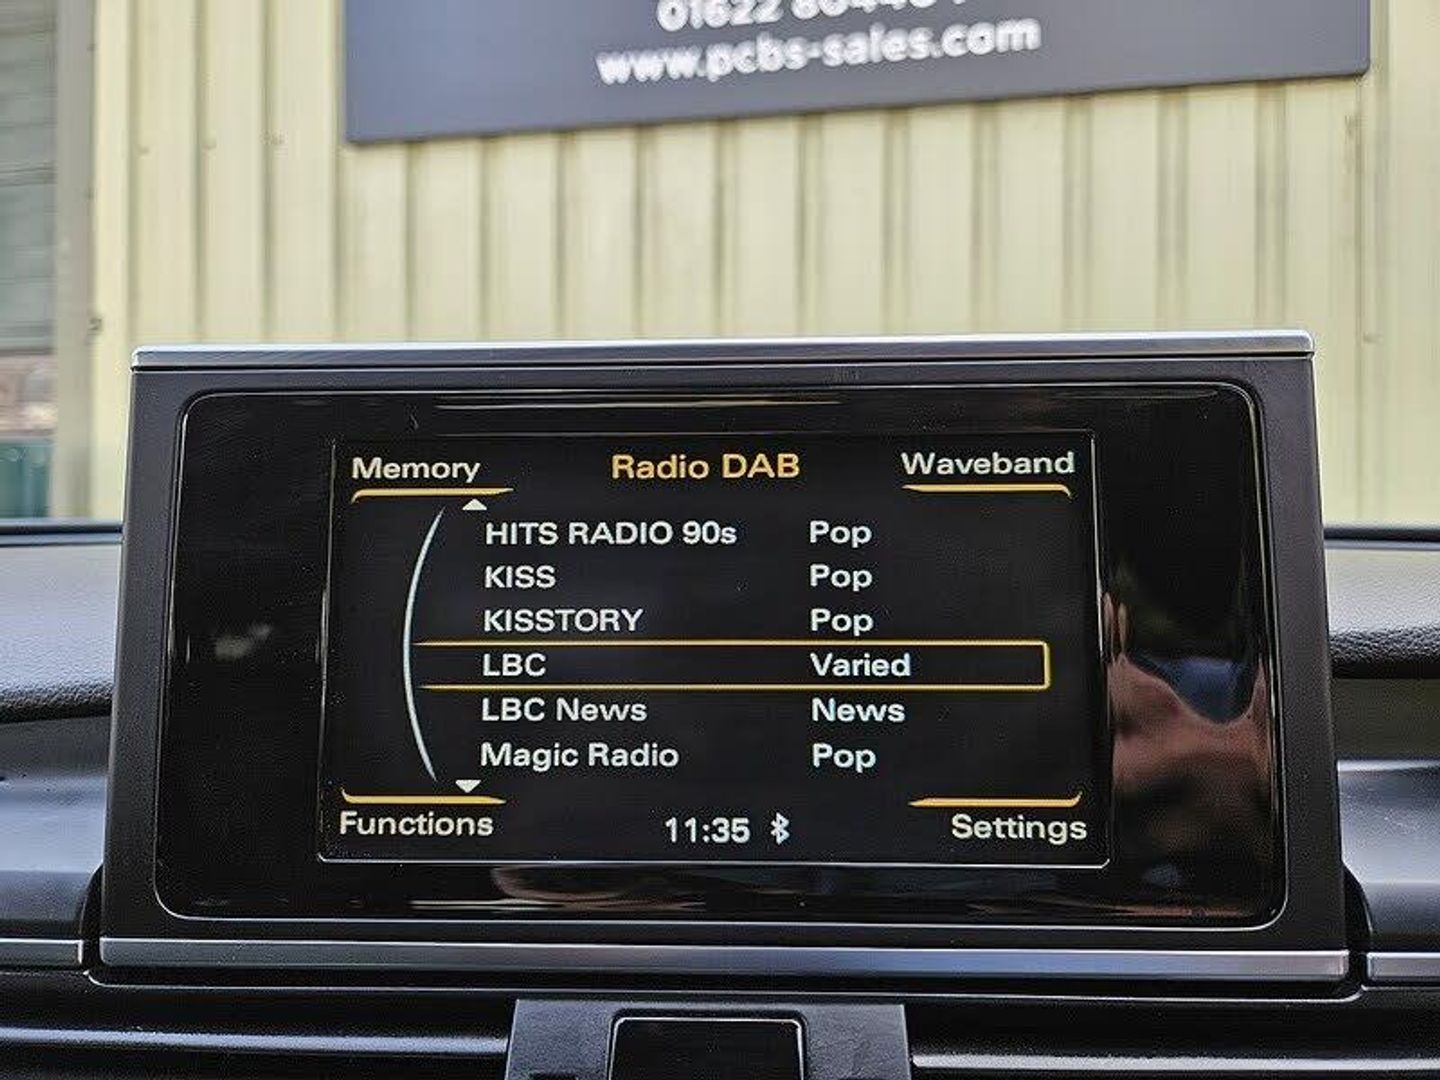 01622
www.pcbs-sales.com
Memory Radio DAB Waveband
HITS RADIO 90s Pop
KISS Pop
KISSTORY Pop
LBC Varied
LBC News News
Magic Radio Pop
Functions 11:35 Settings